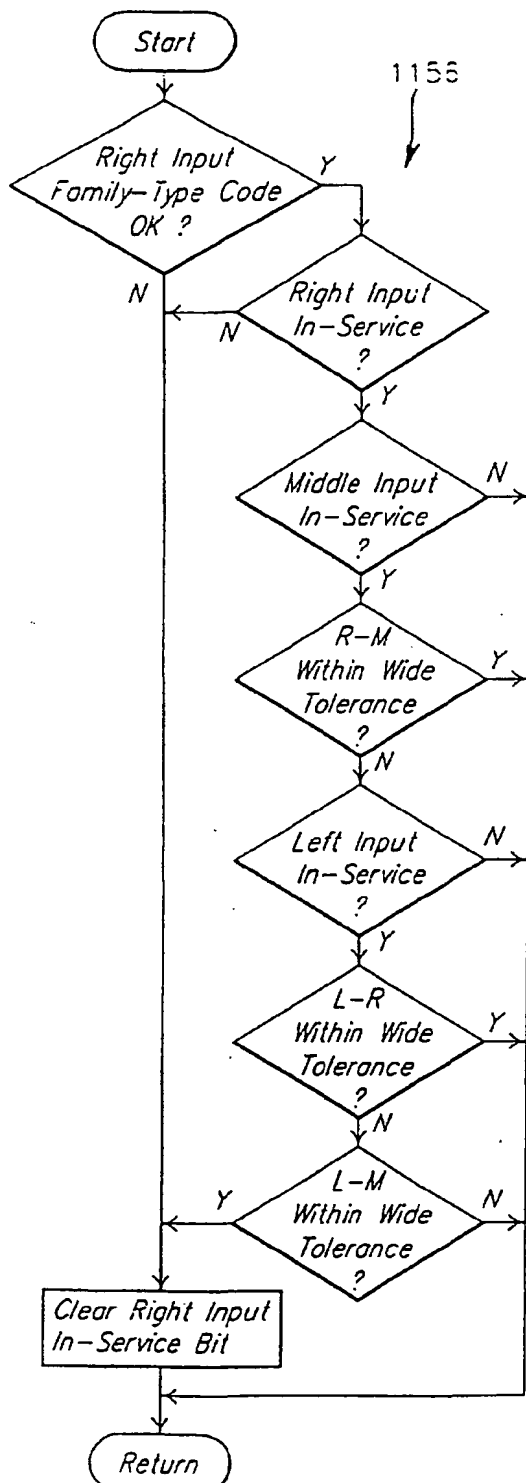 Start
1156
Right Input
Family-Type Code
OK ?
Y
N
Right Input
In-Service
?
N
Y
Middle Input
In-Service
?
N
Y
R-M
Within Wide
Tolerance
?
Y
N
Left Input
In-Service
?
N
Y
L-R
Within Wide
Tolerance
?
Y
N
L-M
Within Wide
Tolerance
?
Y
N
Clear Right Input
In-Service Bit
Return